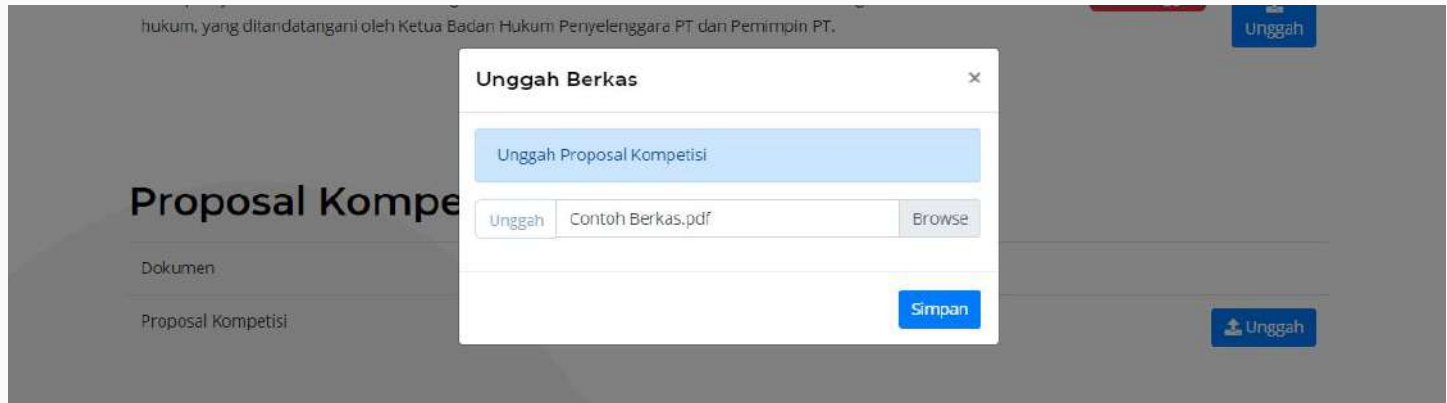 hukum, yang ditandatangani oleh Ketua Badan Hukum Penyelenggara PT dan Pemimpin PT.
Unggah
Unggah Berkas ×
Unggah Proposal Kompetisi
Proposal Kompe
Unggah Contoh Berkas.pdf Browse
Dokumen
Simpan
Proposal Kompetisi
Unggah